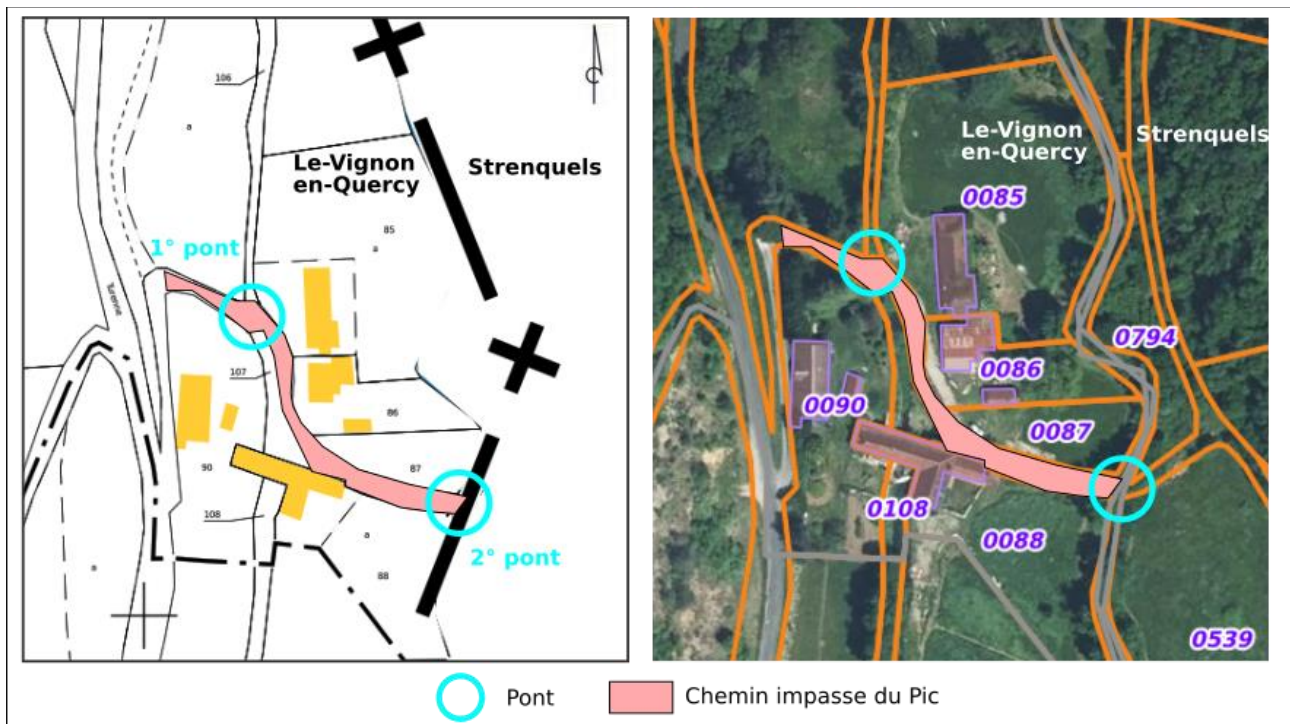 106
a
Le-Vignon
en-Quercy
Strenquels
85
a
1° pont
Turenne
107
86
90
87
108
a
2° pont
88
a
Le-Vignon
en-Quercy
Strenquels
0085
0794
0086
0090
0087
0108
0088
0539
Pont
Chemin impasse du Pic